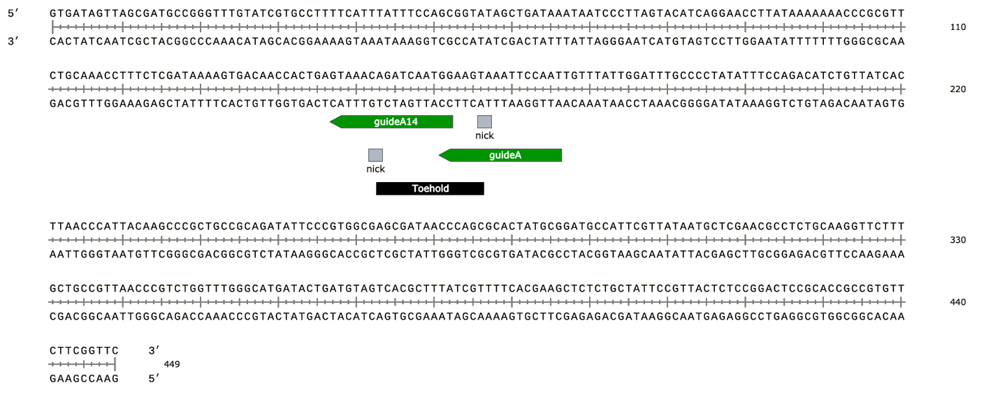 5′ GTGATAGTTAGCGATGCCGGGTTTGTATCGTGCCTTTTCATTTATTTCCAGCGGTATAGCTGATAAATAATCCCTTAGTACATCAGGAACCTTATAAAAAAACCCGCGTT
110
3′ CACTATCAATCGCTACGGCCCAAACATAGCACGGAAAAGTAAATAAAGGTCGCCATATCGACTATTTATTAGGGAATCATGTAGTCCTTGGAATATTTTTTTGGGCGCAA
CTGCAAACCTTTCTCGATAAAAGTGACAACCACTGAGTAAACAGATCAATGGAAGTAAATTCCAATTGTTTATTGGATTTGCCCCTATATTTCCAGACATCTGTTATCAC
220
GACGTTTGGAAAGAGCTATTTTCACTGTTGGTGACTCATTTGTCTAGTTACCTTCATTTAAGGTTAACAAATAACCTAAACGGGGATATAAAGGTCTGTAGACAATAGTG
guideA14
nick
guideA
nick
Toehold
TTAACCCATTACAAGCCCGCTGCCGCAGATATTCCCGTGGCGAGCGATAACCCAGCGCACTATGCGGATGCCATTCGTTATAATGCTCGAACGCCTCTGCAAGGTTCTTT
330
AATTGGGTAATGTTCGGGCGACGGCGTCTATAAGGGCACCGCTCGCTATTGGGTCGCGTGATACGCCTACGGTAAGCAATATTACGAGCTTGCGGAGACGTTCCAAGAAA
GCTGCCGTTAACCCGTCTGGTTTGGGCATGATACTGATGTAGTCACGCTTTATCGTTTTCACGAAGCTCTCTGCTATTCCGTTACTCTCCGGACTCCGCACCGCCGTGTT
440
CGACGGCAATTGGGCAGACCAAACCCGTACTATGACTACATCAGTGCGAAATAGCAAAAGTGCTTCGAGAGACGATAAGGCAATGAGAGGCCTGAGGCGTGGCGGCACAA
CTTCGGTTC 3′
449
GAAGCCAAG 5′